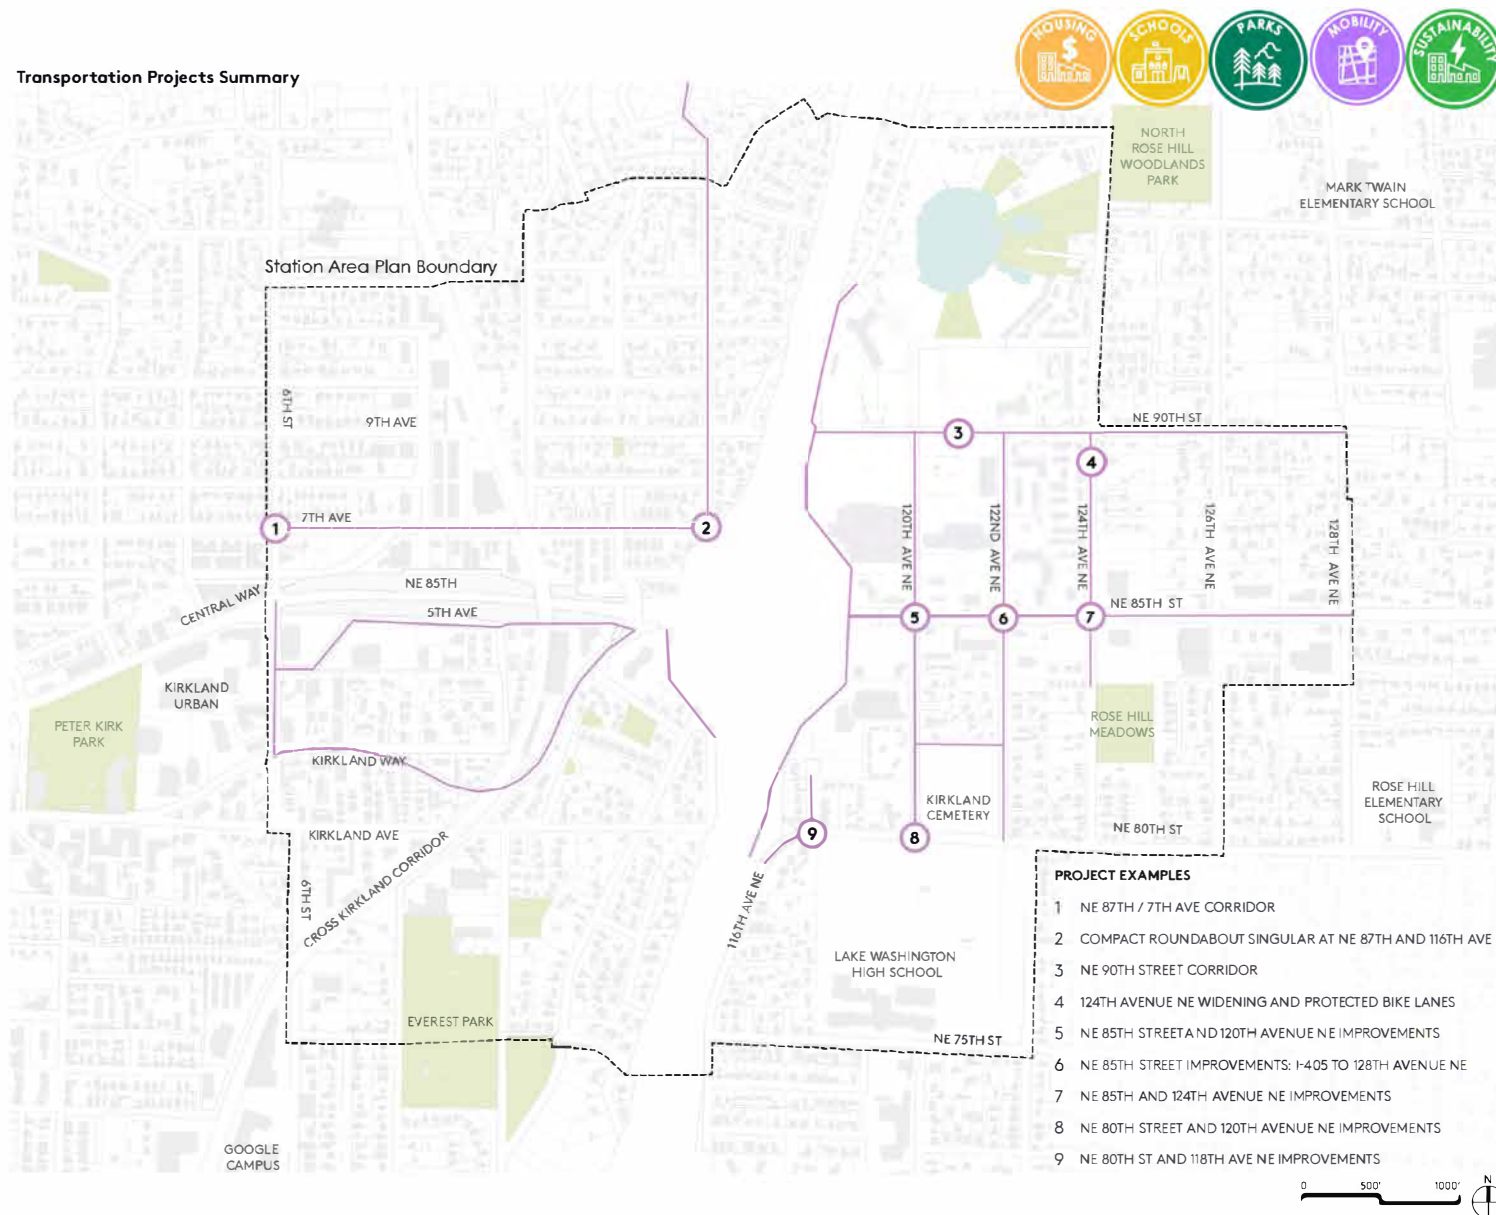 HOUSING
$
SCHOOLS
PARKS
MOBILITY
SUSTAINABILITY
Transportation Projects Summary
NORTH
ROSE HILL
WOODLANDS
PARK
MARK TWAIN
ELEMENTARY SCHOOL
Station Area Plan Boundary
6TH ST
9TH AVE
NE 90TH ST
3
4
7TH AVE
1
2
120TH AVE NE
122ND AVE NE
124TH AVE NE
126TH AVE NE
128TH AVE NE
NE 85TH
CENTRAL WAY
5TH AVE
NE 85TH ST
5
6
7
KIRKLAND
URBAN
PETER KIRK
PARK
ROSE HILL
MEADOWS
KIRKLAND WAY
KIRKLAND
CEMETERY
ROSE HILL
ELEMENTARY
SCHOOL
KIRKLAND AVE
9
8
NE 80TH ST
6TH ST
CROSS KIRKLAND CORRIDOR
116TH AVE NE
LAKE WASHINGTON
HIGH SCHOOL
EVEREST PARK
NE 75TH ST
GOOGLE
CAMPUS
PROJECT EXAMPLES
1 NE 87TH / 7TH AVE CORRIDOR
2 COMPACT ROUNDABOUT SINGULAR AT NE 87TH AND 116TH AVE
3 NE 90TH STREET CORRIDOR
4 124TH AVENUE NE WIDENING AND PROTECTED BIKE LANES
5 NE 85TH STREET AND 120TH AVENUE NE IMPROVEMENTS
6 NE 85TH STREET IMPROVEMENTS: I-405 TO 128TH AVENUE NE
7 NE 85TH AND 124TH AVENUE NE IMPROVEMENTS
8 NE 80TH STREET AND 120TH AVENUE NE IMPROVEMENTS
9 NE 80TH ST AND 118TH AVE NE IMPROVEMENTS
0 500' 1000'
N